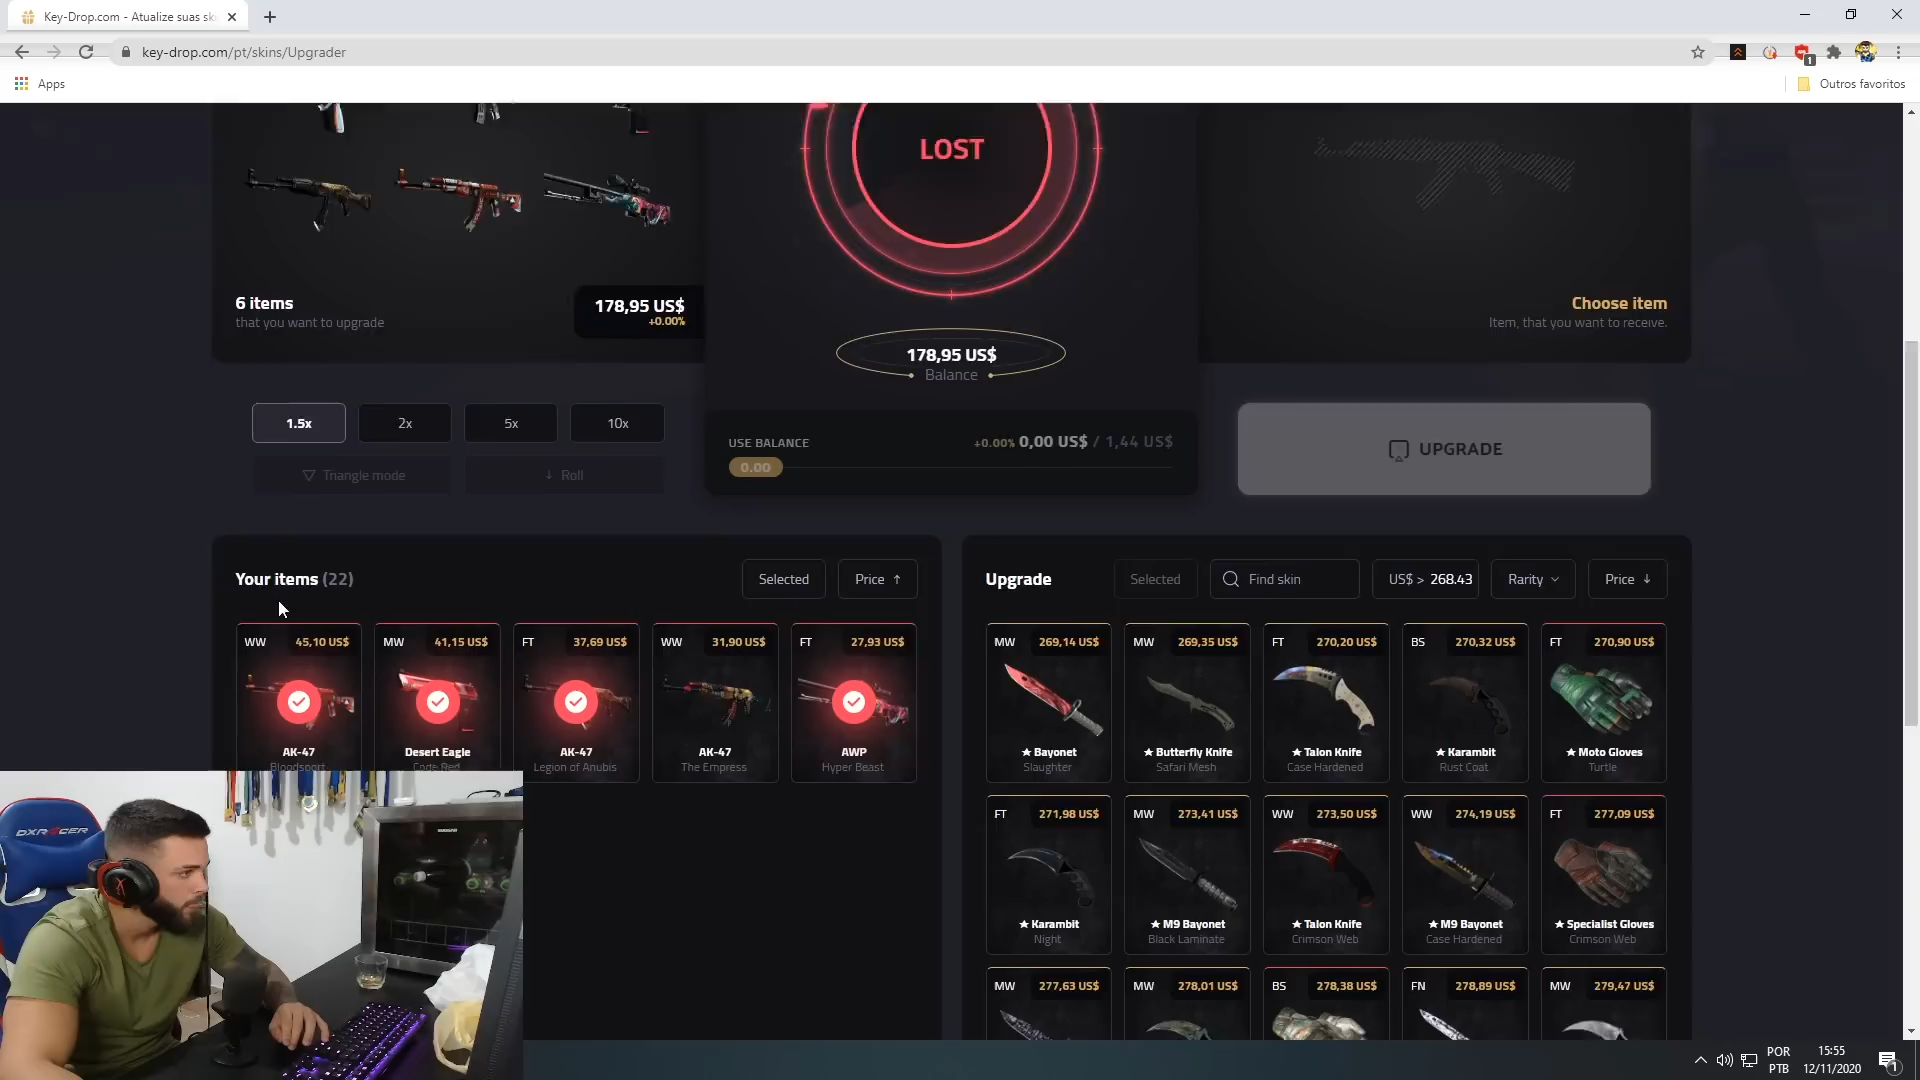 Key-Drop.com - Atualize suas sk
key-drop.com/pt/skins/Upgrader
1
Apps
Outros favoritos
LOST
6 items
that you want to upgrade
178,95 US$
+0.00%
Choose item
Item, that you want to receive.
178,95 US$
Balance
1.5x
2x
5x
10x
USE BALANCE
+0.00% 0,00 US$ / 1,44 US$
0.00
UPGRADE
Triangle mode
Roll
Your items (22)
Selected
Price
Upgrade
Selected
Find skin
US$ > 268.43
Rarity
Price
WW 45,10 US$
AK-47
Bloodsport
MW 41,15 US$
Desert Eagle
Code Red
FT 37,69 US$
AK-47
Legion of Anubis
WW 31,90 US$
AK-47
The Empress
FT 27,93 US$
AWP
Hyper Beast
MW 269,14 US$
★ Bayonet
Slaughter
MW 269,35 US$
★ Butterfly Knife
Safari Mesh
FT 270,20 US$
★ Talon Knife
Case Hardened
BS 270,32 US$
★ Karambit
Rust Coat
FT 270,90 US$
★ Moto Gloves
Turtle
FT 271,98 US$
★ Karambit
Night
MW 273,41 US$
★ M9 Bayonet
Black Laminate
WW 273,50 US$
★ Talon Knife
Crimson Web
WW 274,19 US$
★ M9 Bayonet
Case Hardened
FT 277,09 US$
★ Specialist Gloves
Crimson Web
MW 277,63 US$
MW 278,01 US$
BS 278,38 US$
FN 278,89 US$
MW 279,47 US$
DXRACER
POR
PTB
15:55
12/11/2020
1